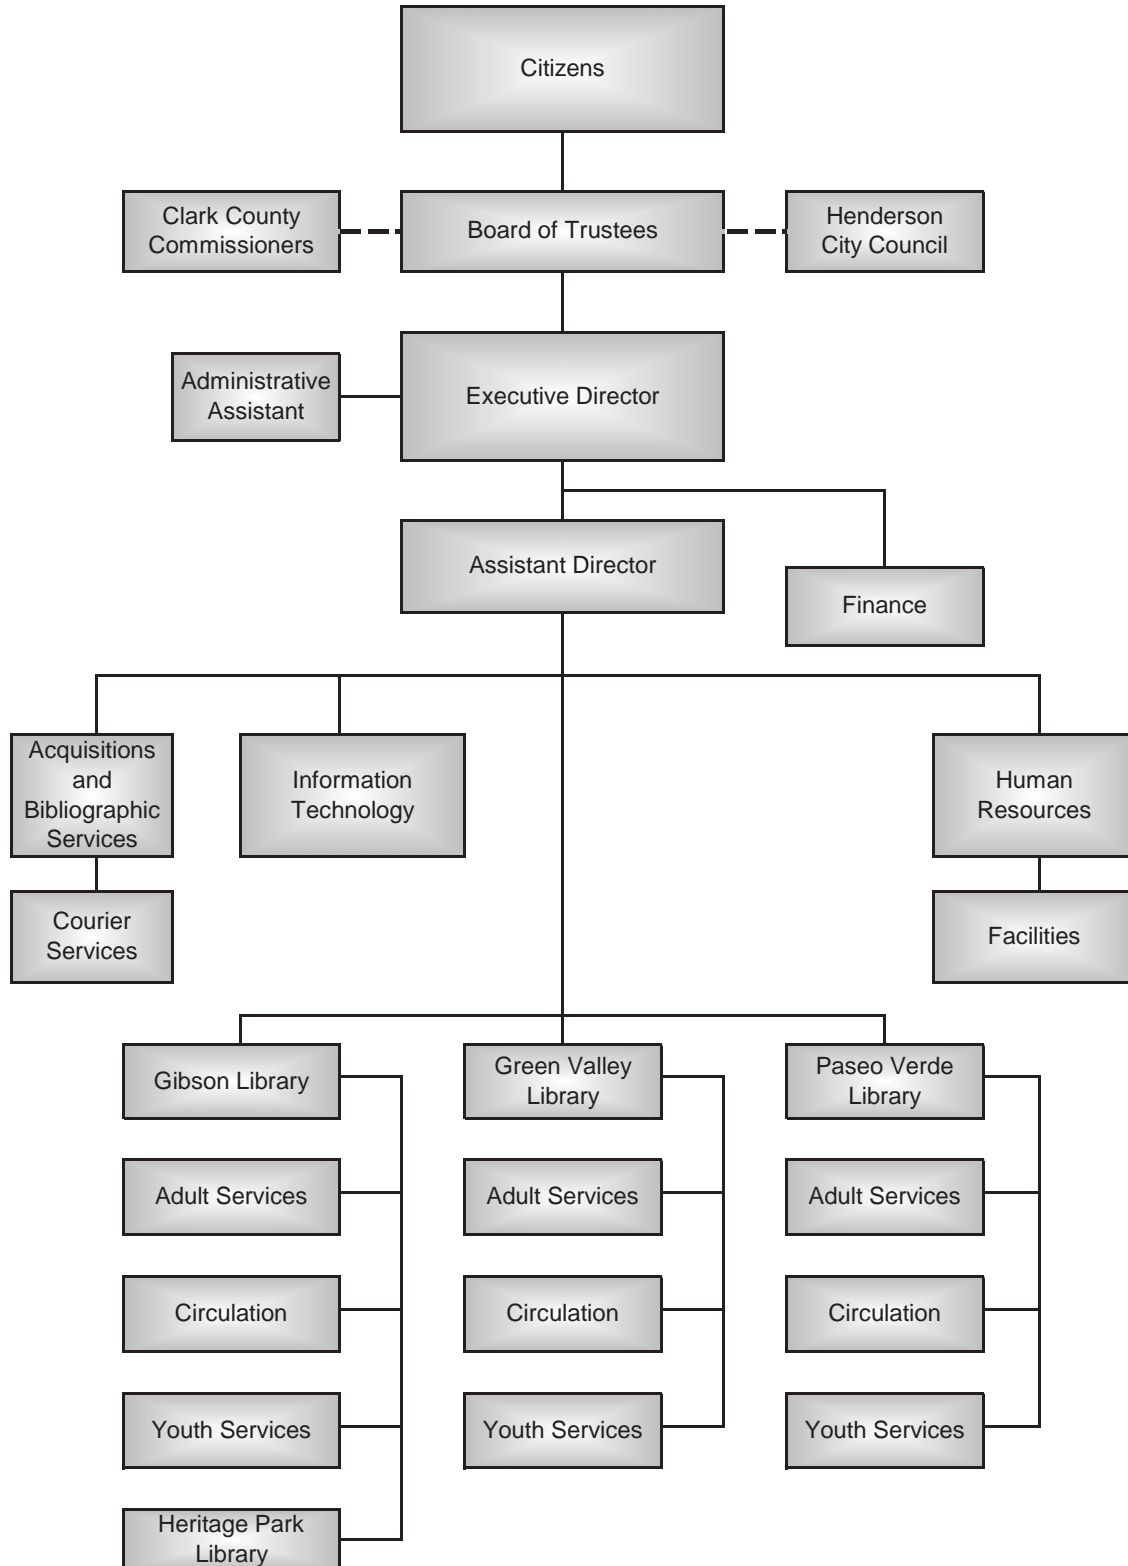 Citizens
Clark County
Commissioners
Board of Trustees
Henderson
City Council
Administrative
Assistant
Executive Director
Assistant Director
Finance
Acquisitions
and
Bibliographic
Services
Information
Technology
Human
Resources
Courier
Services
Facilities
Gibson Library
Green Valley
Library
Paseo Verde
Library
Adult Services
Adult Services
Adult Services
Circulation
Circulation
Circulation
Youth Services
Youth Services
Youth Services
Heritage Park
Library